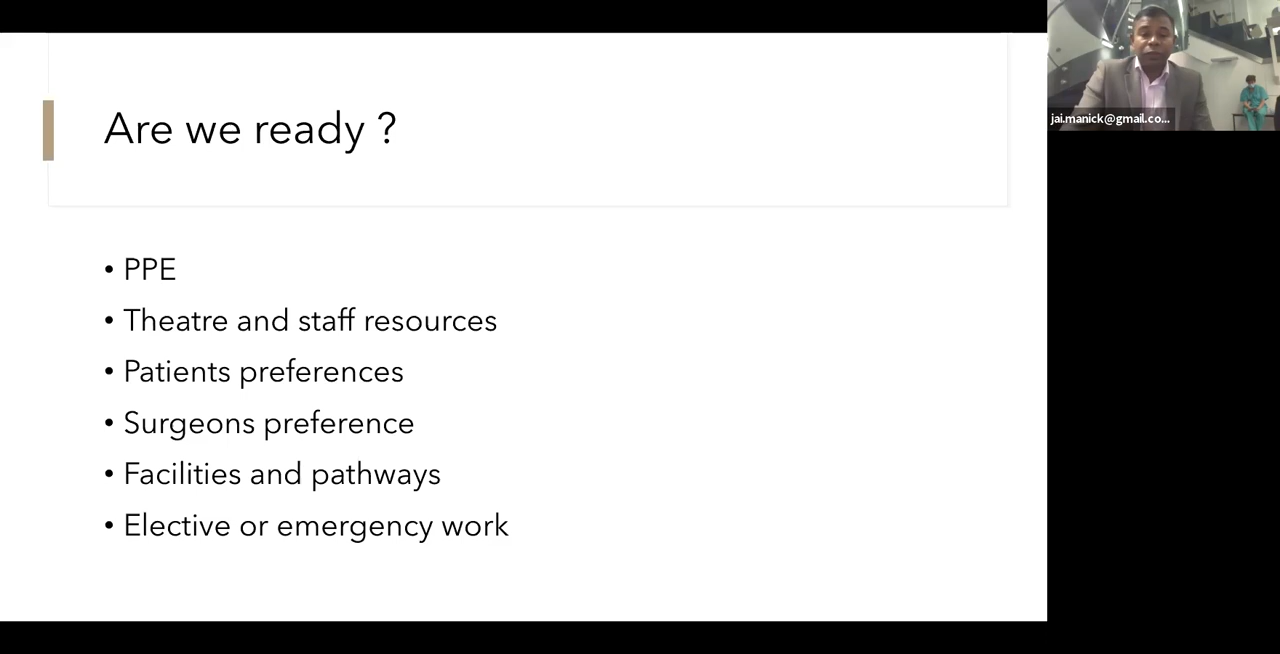 Are we ready ?
• PPE
• Theatre and staff resources
• Patients preferences
• Surgeons preference
• Facilities and pathways
• Elective or emergency work
jai.manick@gmail.co...